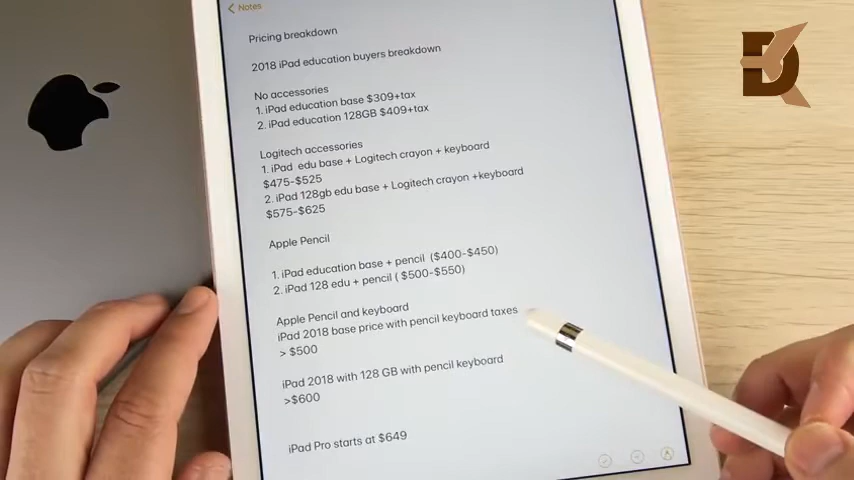 Notes
Pricing breakdown
2018 iPad education buyers breakdown
No accessories
1. iPad education base $309+tax
2. iPad education 128GB $409+tax
Logitech accessories
1. iPad edu base + Logitech crayon + keyboard
$475-$525
2. iPad 128gb edu base + Logitech crayon +keyboard
$575-$625
Apple Pencil
1. iPad education base + pencil ($400-$450)
2. iPad 128 edu + pencil ( $500-$550)
Apple Pencil and keyboard
iPad 2018 base price with pencil keyboard taxes
> $500
iPad 2018 with 128 GB with pencil keyboard
>$600
iPad Pro starts at $649